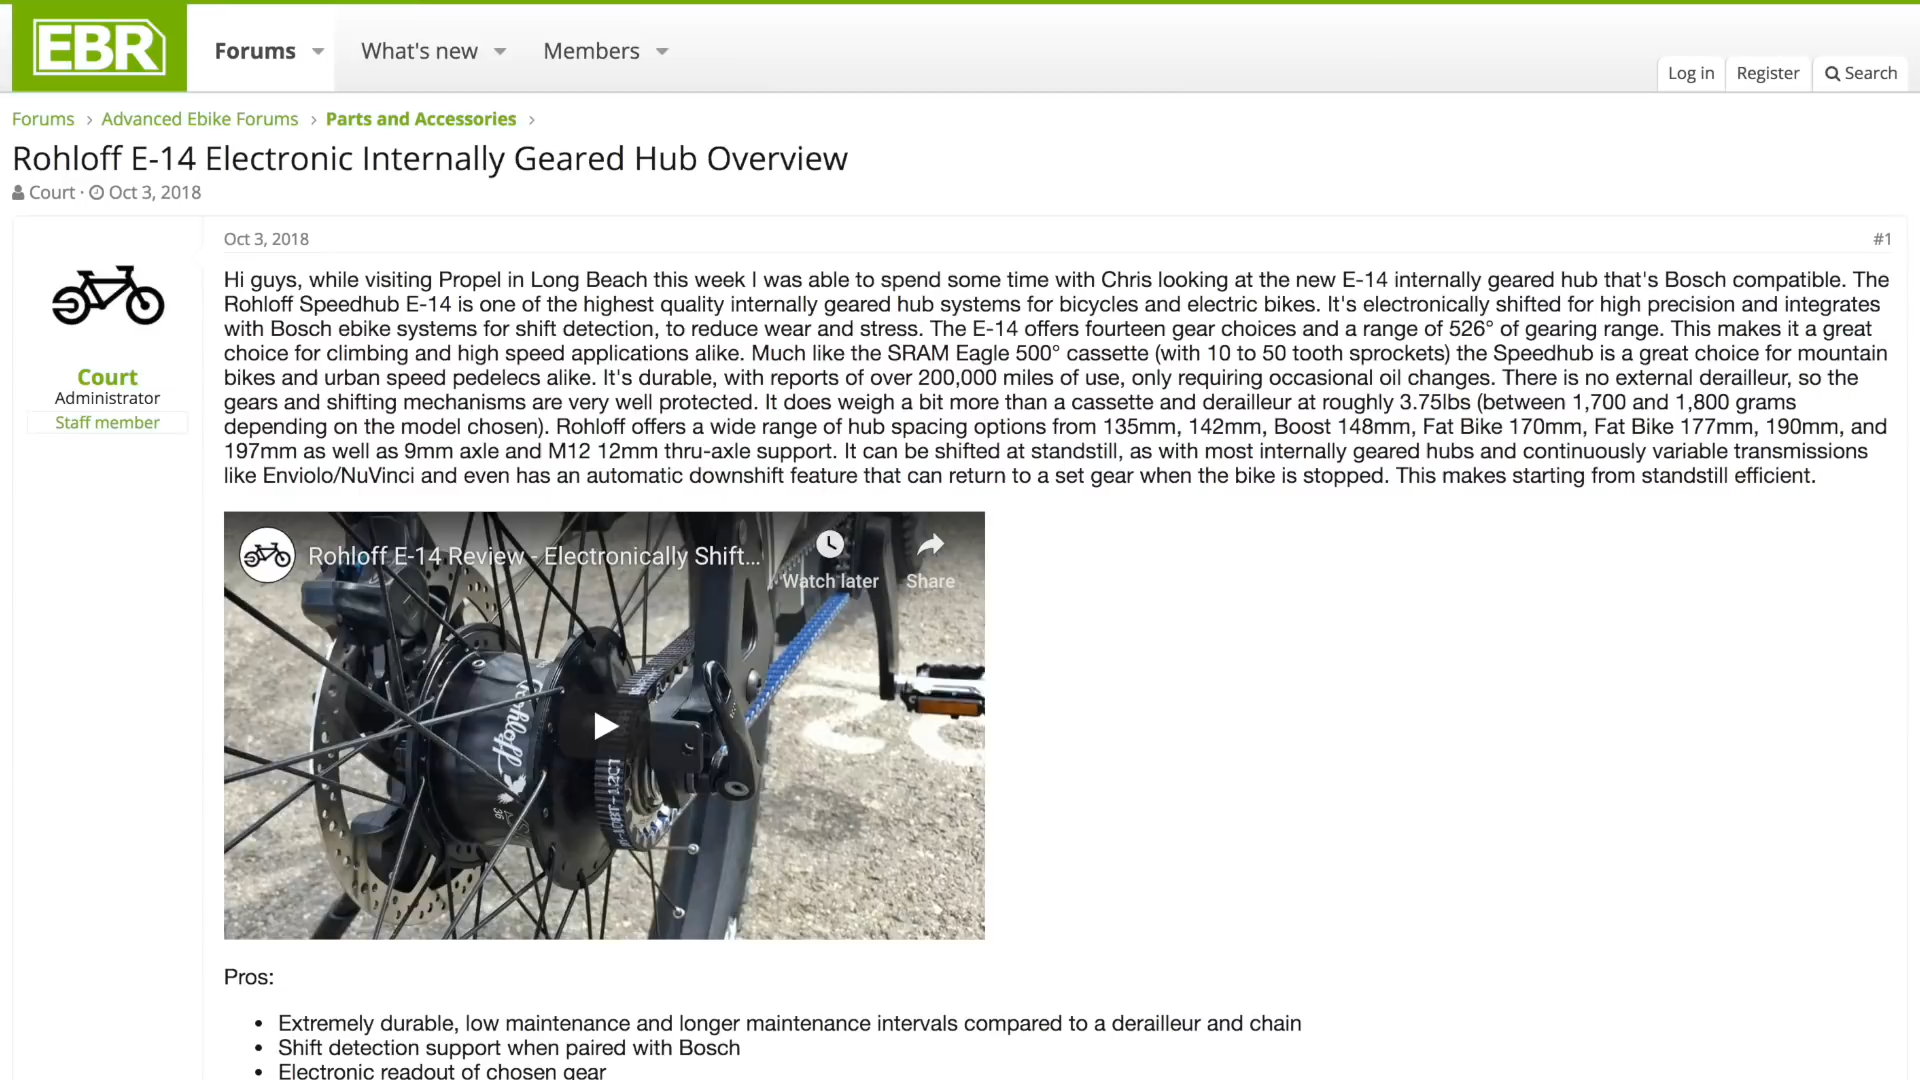 EBR
Forums
What's new
Members
Log in
Register
Search
Forums › Advanced Ebike Forums › Parts and Accessories ›
Rohloff E-14 Electronic Internally Geared Hub Overview
Court · Oct 3, 2018
Court
Administrator
Staff member
Oct 3, 2018
#1
Hi guys, while visiting Propel in Long Beach this week I was able to spend some time with Chris looking at the new E-14 internally geared hub that's Bosch compatible. The
Rohloff Speedhub E-14 is one of the highest quality internally geared hub systems for bicycles and electric bikes. It's electronically shifted for high precision and integrates
with Bosch ebike systems for shift detection, to reduce wear and stress. The E-14 offers fourteen gear choices and a range of 526° of gearing range. This makes it a great
choice for climbing and high speed applications alike. Much like the SRAM Eagle 500° cassette (with 10 to 50 tooth sprockets) the Speedhub is a great choice for mountain
bikes and urban speed pedelecs alike. It's durable, with reports of over 200,000 miles of use, only requiring occasional oil changes. There is no external derailleur, so the
gears and shifting mechanisms are very well protected. It does weigh a bit more than a cassette and derailleur at roughly 3.75lbs (between 1,700 and 1,800 grams
depending on the model chosen). Rohloff offers a wide range of hub spacing options from 135mm, 142mm, Boost 148mm, Fat Bike 170mm, Fat Bike 177mm, 190mm, and
197mm as well as 9mm axle and M12 12mm thru-axle support. It can be shifted at standstill, as with most internally geared hubs and continuously variable transmissions
like Enviolo/NuVinci and even has an automatic downshift feature that can return to a set gear when the bike is stopped. This makes starting from standstill efficient.
Rohloff E-14 Review - Electronically Shift...
Watch later
Share
Rohloff
36
Pros:
• Extremely durable, low maintenance and longer maintenance intervals compared to a derailleur and chain
• Shift detection support when paired with Bosch
• Electronic readout of chosen gear